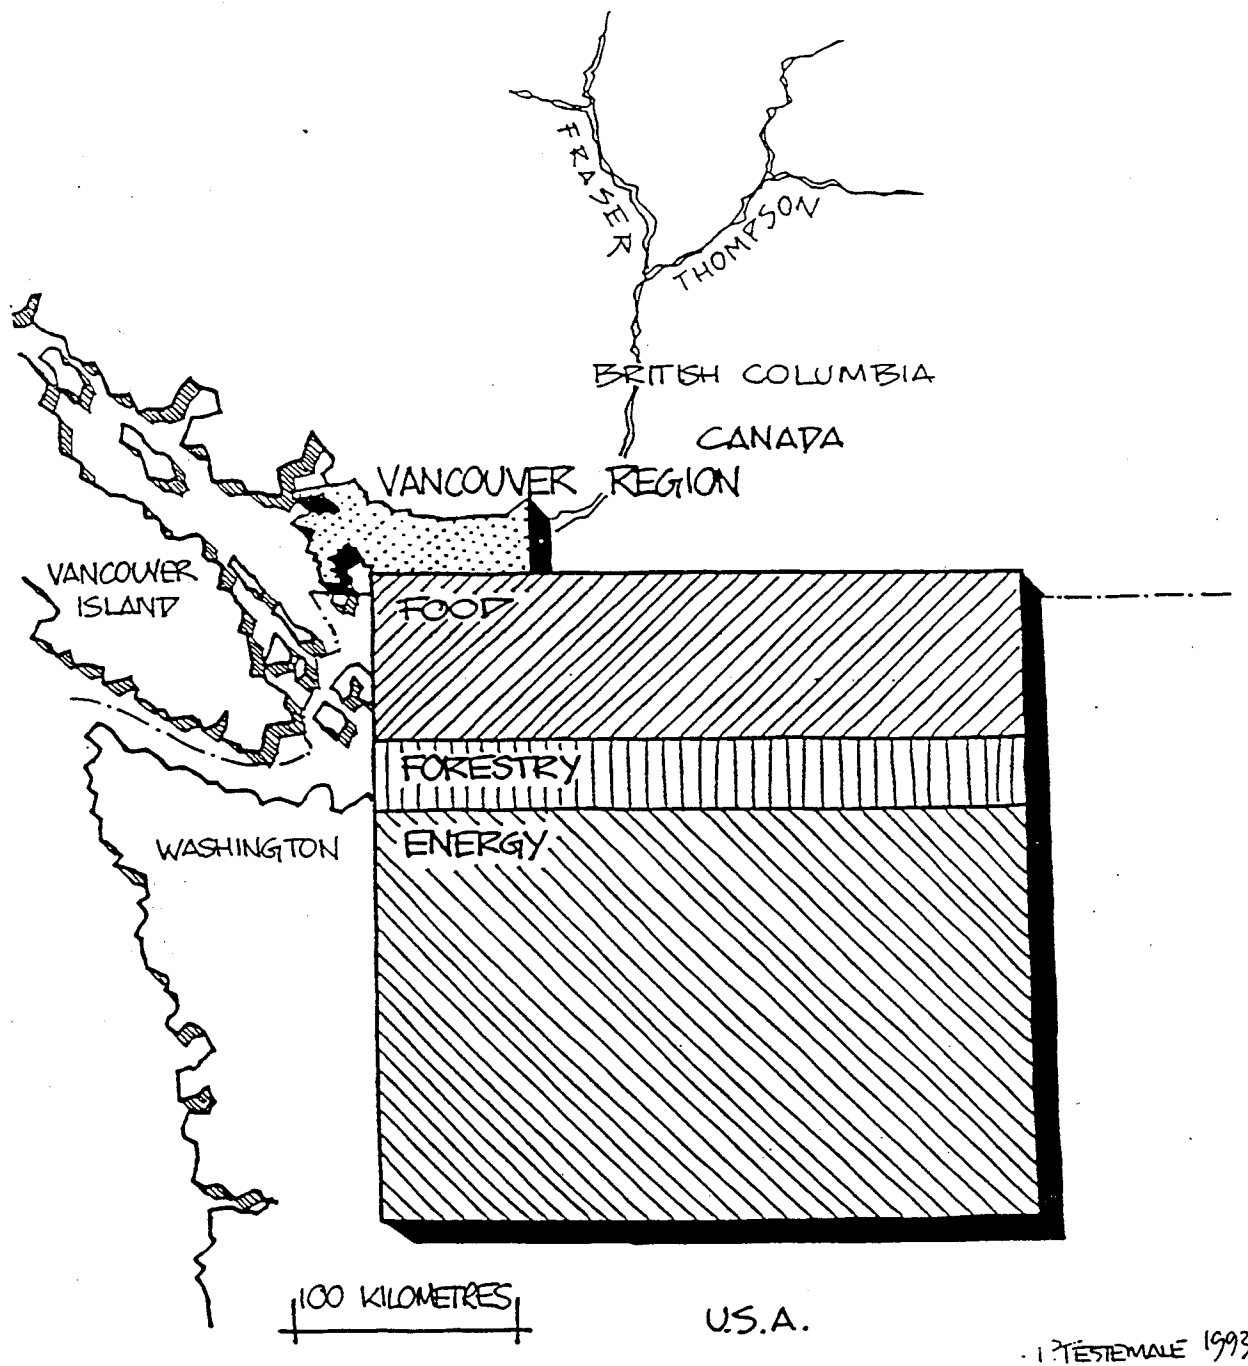 FRASER
THOMPSON
BRITISH COLUMBIA
CANADA
VANCOUVER REGION
VANCOUVER
ISLAND
FOOD
FORESTRY
WASHINGTON
ENERGY
100 KILOMETRES
U.S.A.
TESTEMALE 1993